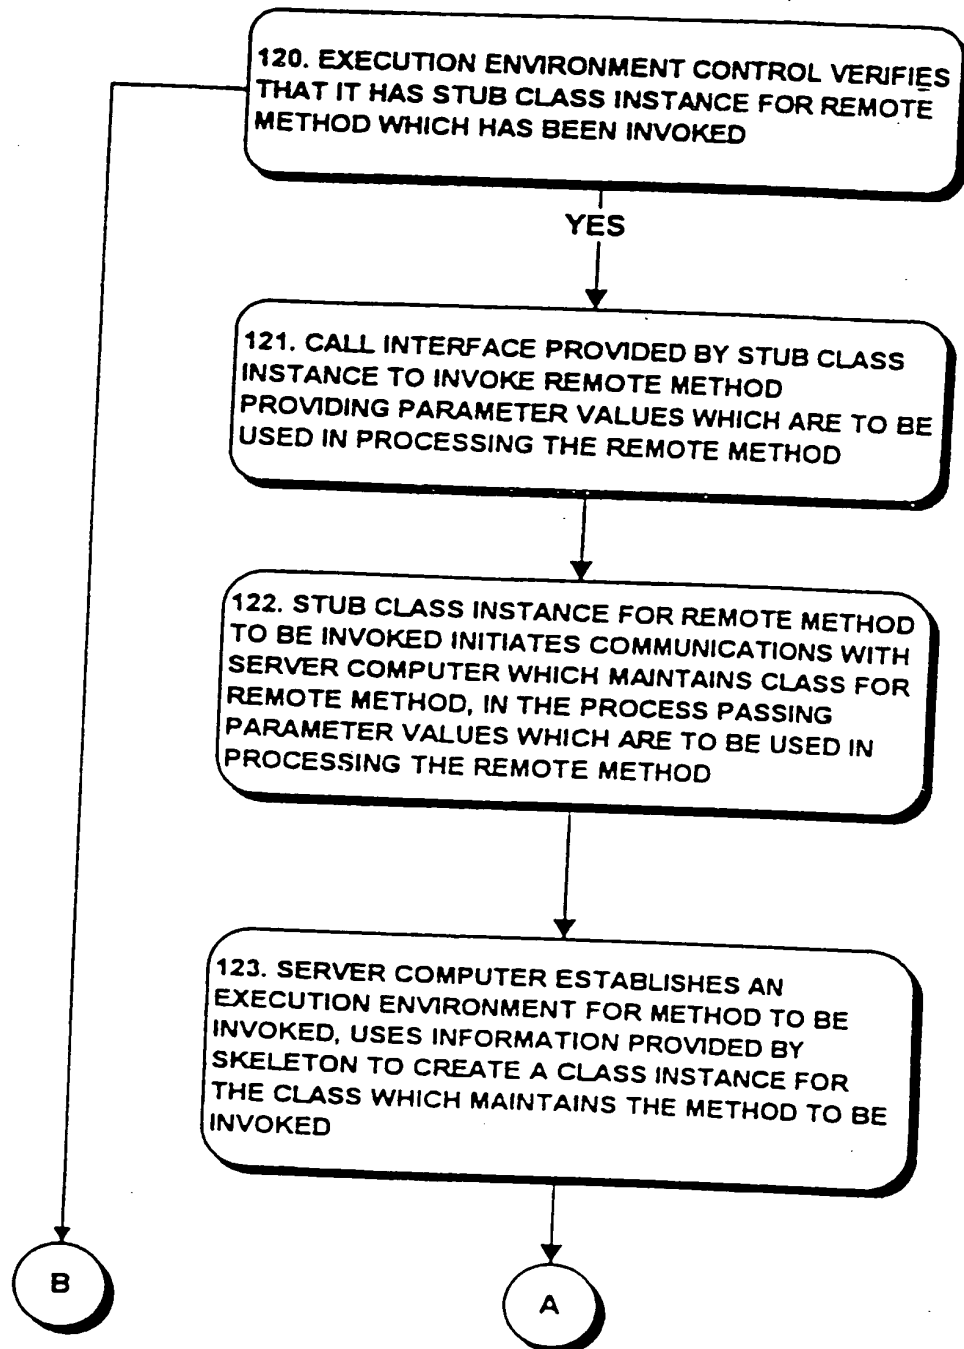 120. EXECUTION ENVIRONMENT CONTROL VERIFIES
THAT IT HAS STUB CLASS INSTANCE FOR REMOTE
METHOD WHICH HAS BEEN INVOKED
YES
121. CALL INTERFACE PROVIDED BY STUB CLASS
INSTANCE TO INVOKE REMOTE METHOD
PROVIDING PARAMETER VALUES WHICH ARE TO BE
USED IN PROCESSING THE REMOTE METHOD
122. STUB CLASS INSTANCE FOR REMOTE METHOD
TO BE INVOKED INITIATES COMMUNICATIONS WITH
SERVER COMPUTER WHICH MAINTAINS CLASS FOR
REMOTE METHOD, IN THE PROCESS PASSING
PARAMETER VALUES WHICH ARE TO BE USED IN
PROCESSING THE REMOTE METHOD
123. SERVER COMPUTER ESTABLISHES AN
EXECUTION ENVIRONMENT FOR METHOD TO BE
INVOKED, USES INFORMATION PROVIDED BY
SKELETON TO CREATE A CLASS INSTANCE FOR
THE CLASS WHICH MAINTAINS THE METHOD TO BE
INVOKED
B
A